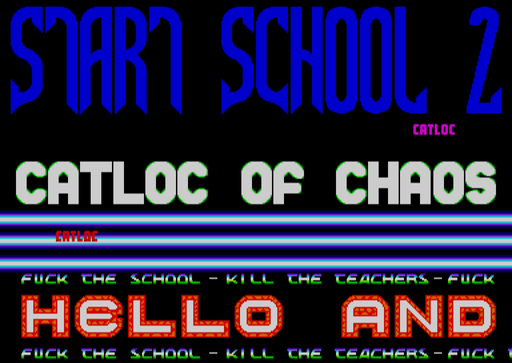 START SCHOOL 2
CATLOC
CATLOC OF CHAOS
CATLOC
FUCK THE SCHOOL - KILL THE TEACHERS - FUCK
HELLO AND
FUCK THE SCHOOL - KILL THE TEACHERS - FUCK T